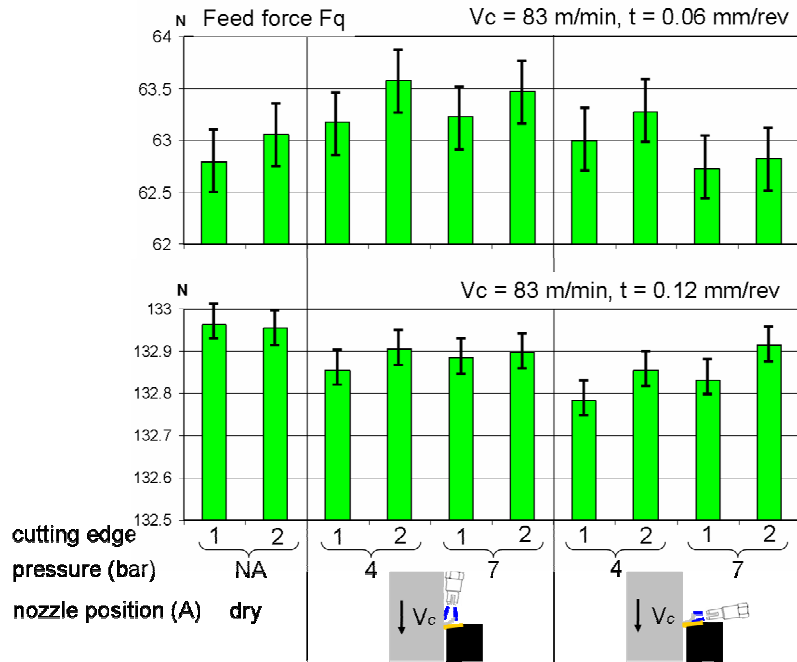 N Feed force Fq Vc = 83 m/min, t = 0.06 mm/rev
64
63.5
63
62.5
62
N Vc = 83 m/min, t = 0.12 mm/rev
133
132.9
132.8
132.7
132.6
132.5
cutting edge 1 2 1 2 1 2 1 2 1 2
pressure (bar) NA 4 7 4 7
nozzle position (A) dry Vc Vc